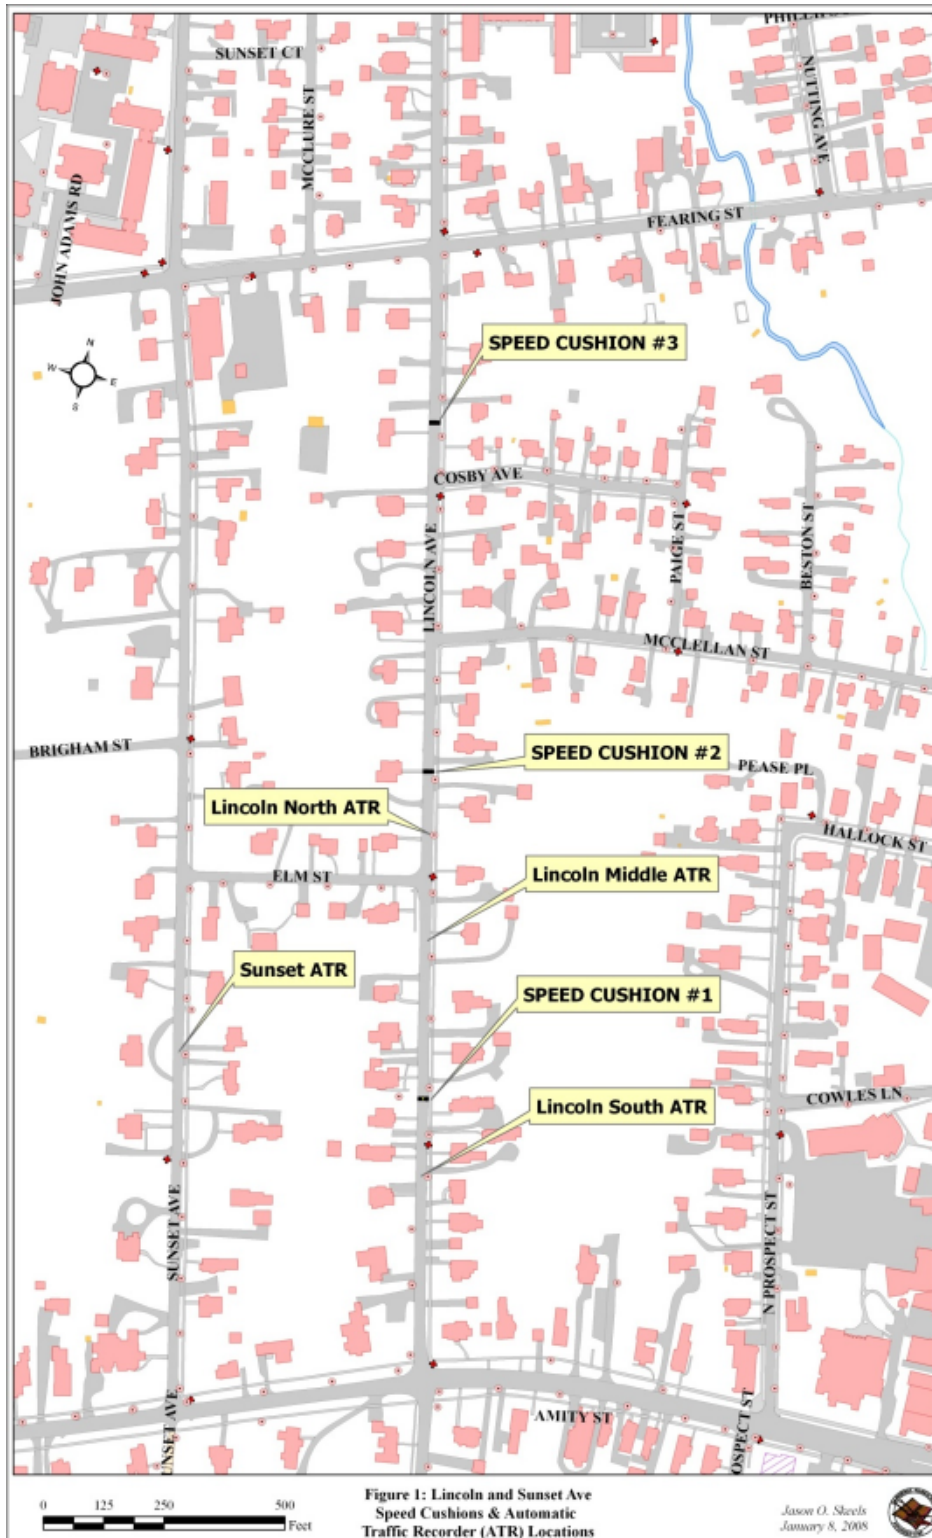 PHILLIPS
SUNSET CT
MCCLURE ST
NUTTING AVE
JOHN ADAMS RD
FEARING ST
N
W
E
S
SPEED CUSHION #3
COSBY AVE
LINCOLN AVE
PAIGE ST
BESTON ST
MCCLELLAN ST
BRIGHAM ST
SPEED CUSHION #2
PEASE PL
Lincoln North ATR
HALLOCK ST
ELM ST
Lincoln Middle ATR
Sunset ATR
SPEED CUSHION #1
COWLES LN
Lincoln South ATR
SUNSET AVE
N PROSPECT ST
UNSET AVE
AMITY ST
OSPECT ST
0 125 250 500
Feet
Figure 1: Lincoln and Sunset Ave
Speed Cushions & Automatic
Traffic Recorder (ATR) Locations
Jason O. Skeels
January 8, 2008